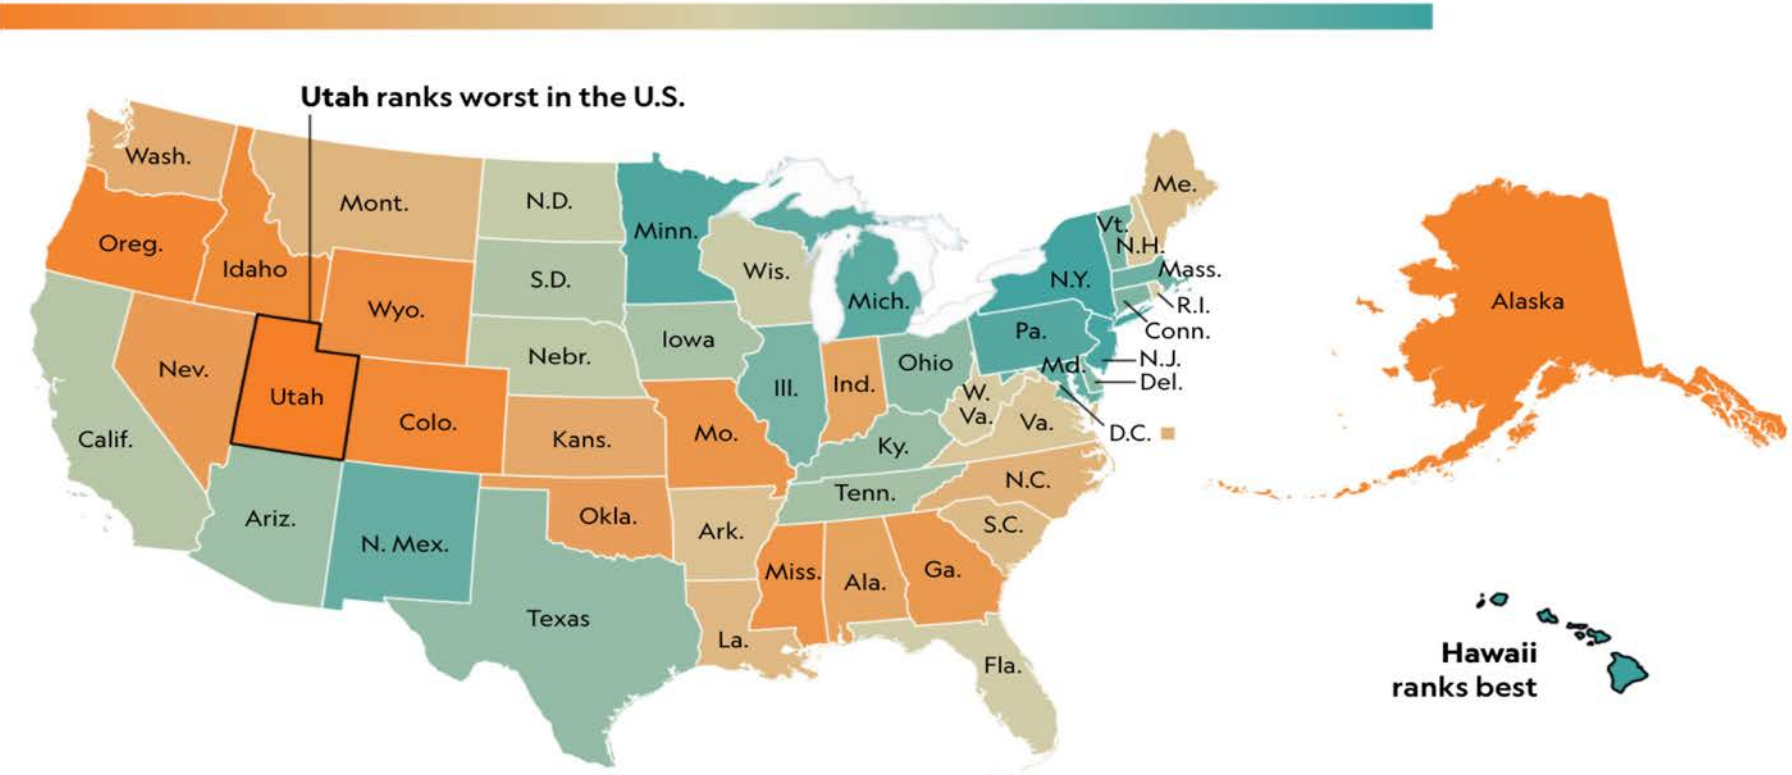 Utah ranks worst in the U.S.
Wash.
Mont.
N.D.
Minn.
Me.
Oreg.
Idaho
S.D.
Wis.
Vt.
N.H.
N.Y.
Mass.
Wyo.
Mich.
R.I.
Alaska
Nev.
Utah
Nebr.
Iowa
Ohio
Pa.
Conn.
N.J.
Md.
Del.
Ill.
Ind.
W.
Va.
Va.
Calif.
Colo.
Kans.
Mo.
Ky.
D.C.
Ariz.
N. Mex.
Okla.
Ark.
Tenn.
N.C.
S.C.
Texas
La.
Miss.
Ala.
Ga.
Fla.
Hawaii
ranks best